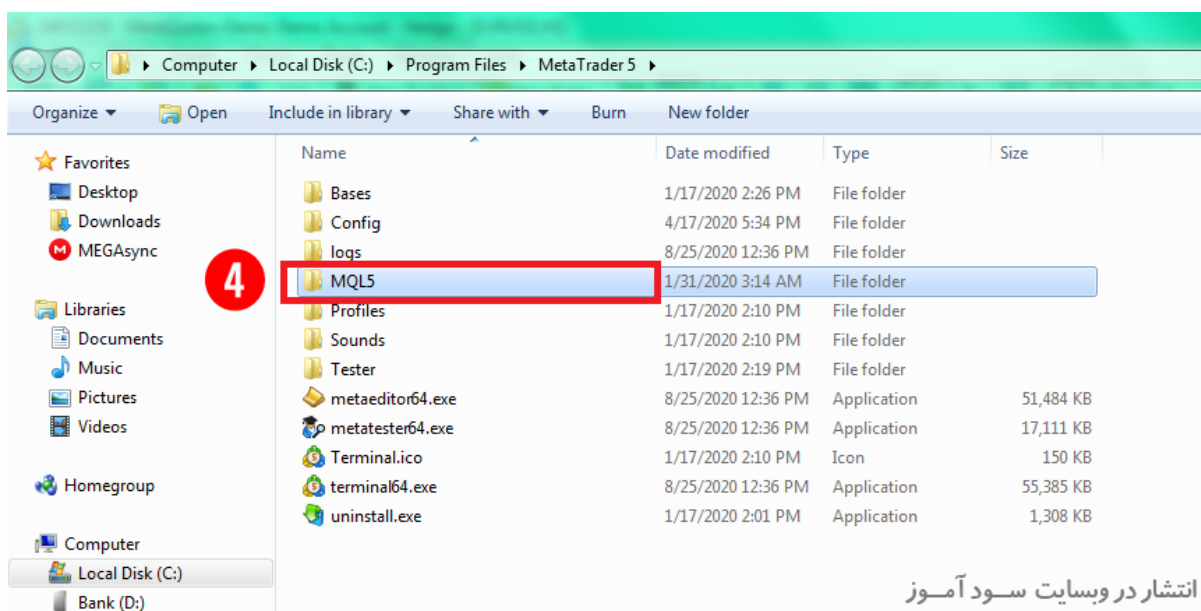 Computer Local Disk (C:) Program Files MetaTrader 5
Organize Open Include in library Share with Burn New folder
Name Date modified Type Size
Favorites
Desktop
Downloads
MEGAsync
Libraries
Documents
Music
Pictures
Videos
Homegroup
Computer
Local Disk (C:)
Bank (D:)
Bases 1/17/2020 2:26 PM File folder
Config 4/17/2020 5:34 PM File folder
logs 8/25/2020 12:36 PM File folder
4
MQL5 1/31/2020 3:14 AM File folder
Profiles 1/17/2020 2:10 PM File folder
Sounds 1/17/2020 2:10 PM File folder
Tester 1/17/2020 2:19 PM File folder
metaeditor64.exe 8/25/2020 12:36 PM Application 51,484 KB
metatester64.exe 8/25/2020 12:36 PM Application 17,111 KB
Terminal.ico 1/17/2020 2:10 PM Icon 150 KB
terminal64.exe 8/25/2020 12:36 PM Application 55,385 KB
uninstall.exe 1/17/2020 2:01 PM Application 1,308 KB
انتشار در وبسایت ســود آمــوز